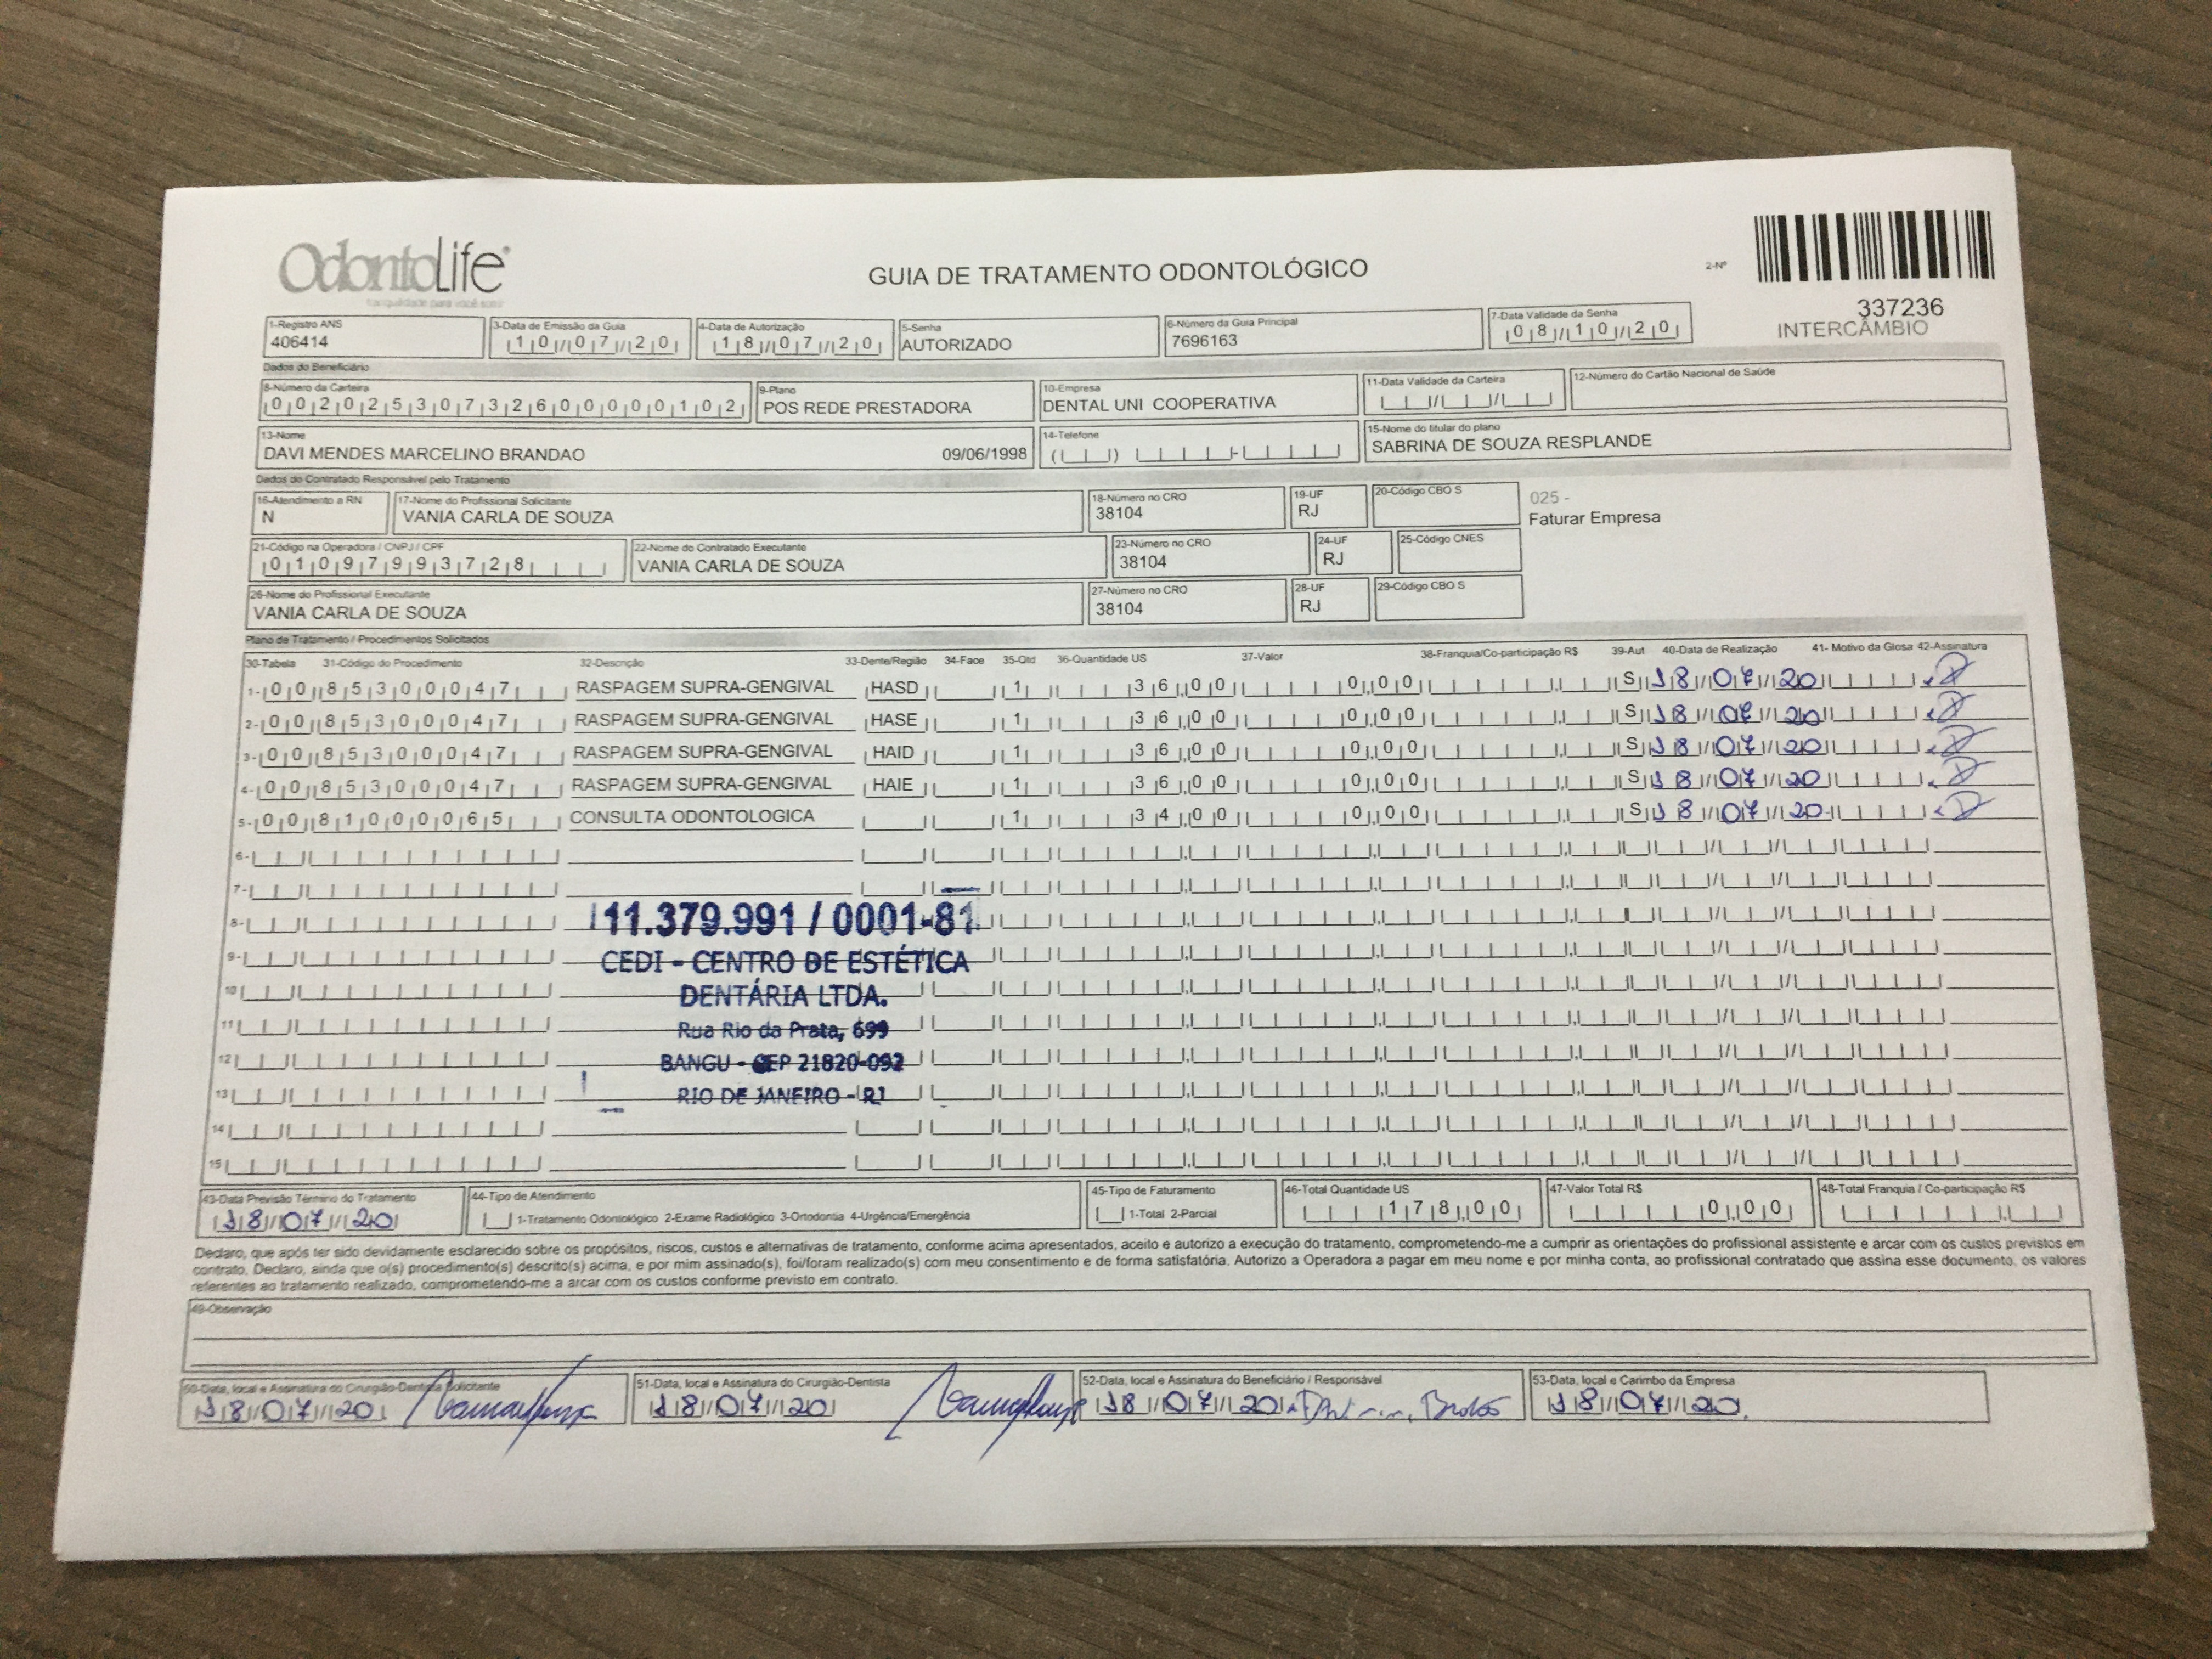 OdontoLife®
tranquilidade para você sorrir
GUIA DE TRATAMENTO ODONTOLÓGICO
2-Nº
337236
INTERCÂMBIO
1-Registro ANS
406414
3-Data de Emissão da Guia
10/07/20
4-Data de Autorização
18/07/20
5-Senha
AUTORIZADO
6-Número da Guia Principal
7696163
7-Data Validade da Senha
08/10/20
Dados do Beneficiário
8-Número da Carteira
00202530732600000102
9-Plano
POS REDE PRESTADORA
10-Empresa
DENTAL UNI COOPERATIVA
11-Data Validade da Carteira
12-Número do Cartão Nacional de Saúde
13-Nome
DAVI MENDES MARCELINO BRANDAO 09/06/1998
14-Telefone
15-Nome do titular do plano
SABRINA DE SOUZA RESPLANDE
Dados do Contratado Responsável pelo Tratamento
16-Atendimento a RN
N
17-Nome do Profissional Solicitante
VANIA CARLA DE SOUZA
18-Número no CRO
38104
19-UF
RJ
20-Código CBO S
025 -
Faturar Empresa
21-Código na Operadora / CNPJ / CPF
01097993728
22-Nome do Contratado Executante
VANIA CARLA DE SOUZA
23-Número no CRO
38104
24-UF
RJ
25-Código CNES
26-Nome do Profissional Executante
VANIA CARLA DE SOUZA
27-Número no CRO
38104
28-UF
RJ
29-Código CBO S
Plano de Tratamento / Procedimentos Solicitados
30-Tabela 31-Código do Procedimento 32-Descrição 33-Dente/Região 34-Face 35-Qtd 36-Quantidade US 37-Valor 38-Franquia/Co-participação R$ 39-Aut 40-Data de Realização 41- Motivo da Glosa 42-Assinatura
1- 00 85300047 RASPAGEM SUPRA-GENGIVAL HASD 1 36,00 0,00 S 18/07/20
2- 00 85300047 RASPAGEM SUPRA-GENGIVAL HASE 1 36,00 0,00 S 18/07/20
3- 00 85300047 RASPAGEM SUPRA-GENGIVAL HAID 1 36,00 0,00 S 18/07/20
4- 00 85300047 RASPAGEM SUPRA-GENGIVAL HAIE 1 36,00 0,00 S 18/07/20
5- 00 81000065 CONSULTA ODONTOLOGICA 1 34,00 0,00 S 18/07/20
6-
7-
8-
9-
10
11
12
13
14
15
11.379.991 / 0001-81
CEDI - CENTRO DE ESTÉTICA
DENTÁRIA LTDA.
Rua Rio da Prata, 699
BANGU - CEP 21820-092
RIO DE JANEIRO - RJ
43-Data Previsão Término do Tratamento
18/07/20
44-Tipo de Atendimento
1-Tratamento Odontológico 2-Exame Radiológico 3-Ortodontia 4-Urgência/Emergência
45-Tipo de Faturamento
1-Total 2-Parcial
46-Total Quantidade US
178,00
47-Valor Total R$
0,00
48-Total Franquia / Co-participação R$
Declaro, que após ter sido devidamente esclarecido sobre os propósitos, riscos, custos e alternativas de tratamento, conforme acima apresentados, aceito e autorizo a execução do tratamento, comprometendo-me a cumprir as orientações do profissional assistente e arcar com os custos previstos em
contrato. Declaro, ainda que o(s) procedimento(s) descrito(s) acima, e por mim assinado(s), foi/foram realizado(s) com meu consentimento e de forma satisfatória. Autorizo a Operadora a pagar em meu nome e por minha conta, ao profissional contratado que assina esse documento, os valores
referentes ao tratamento realizado, comprometendo-me a arcar com os custos conforme previsto em contrato.
49-Observação
50-Data, local e Assinatura do Cirurgião-Dentista Solicitante
18/07/20
51-Data, local e Assinatura do Cirurgião-Dentista
18/07/20
52-Data, local e Assinatura do Beneficiário / Responsável
18/07/20
53-Data, local e Carimbo da Empresa
18/07/20